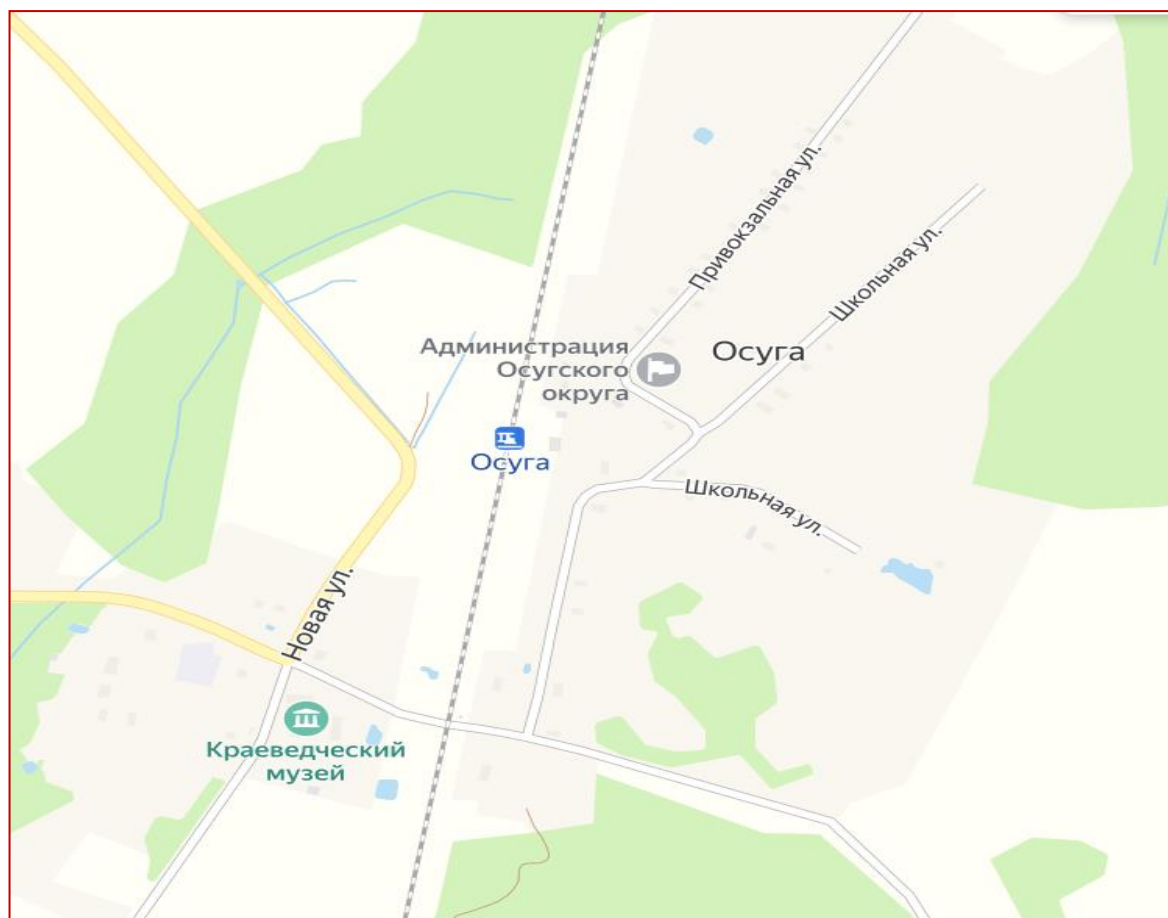 Привокзальная ул.
Школьная ул.
Администрация
Осугского
округа
Осуга
Осуга
Школьная ул.
Новая ул.
Краеведческий
музей